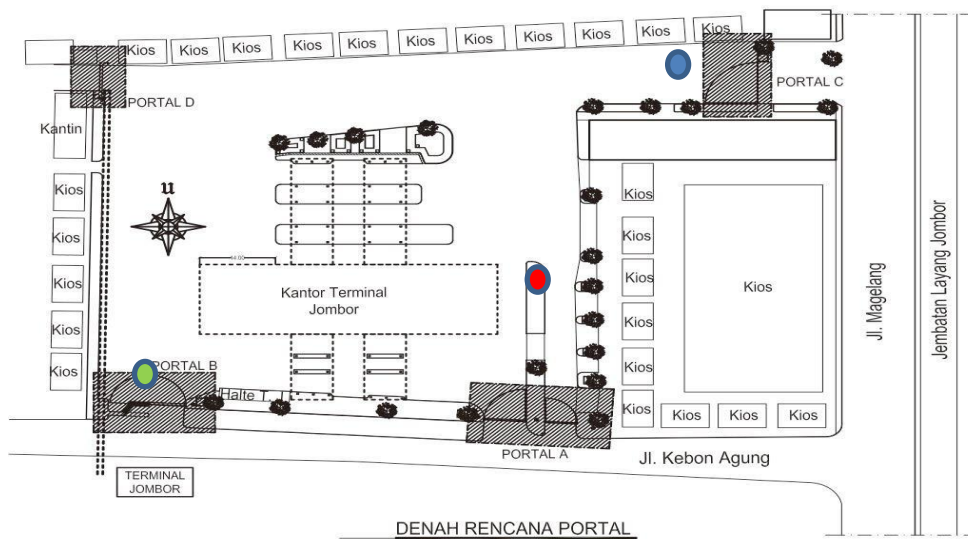 Kios Kios Kios Kios Kios Kios Kios Kios Kios Kios Kios
PORTAL C
PORTAL D
Kantin
u
Kios
Kios
Kios
Kios
Kios
Kantor Terminal
Jombor
Kios
Kios
Kios
Kios
Kios
Kios
Kios
Kios Kios Kios
Jl. Magelang
Jembatan Layang Jombor
PORTAL B
Halte T.J
PORTAL A
Jl. Kebon Agung
TERMINAL
JOMBOR
DENAH RENCANA PORTAL